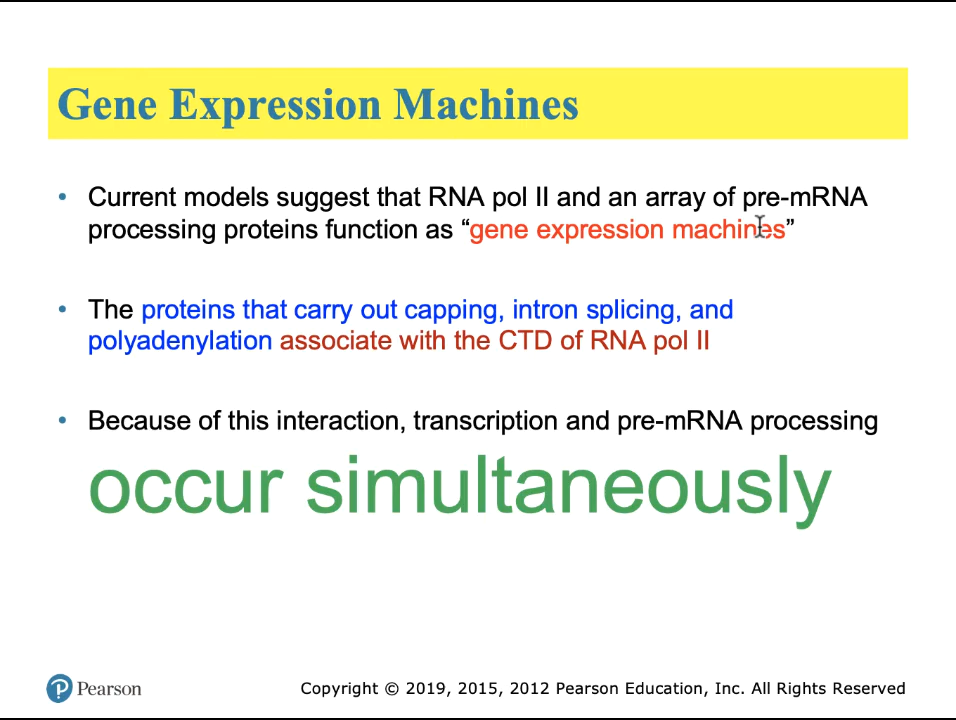 Gene Expression Machines
• Current models suggest that RNA pol II and an array of pre-mRNA
processing proteins function as “gene expression machines”
• The proteins that carry out capping, intron splicing, and
polyadenylation associate with the CTD of RNA pol II
• Because of this interaction, transcription and pre-mRNA processing
occur simultaneously
Pearson
Copyright © 2019, 2015, 2012 Pearson Education, Inc. All Rights Reserved